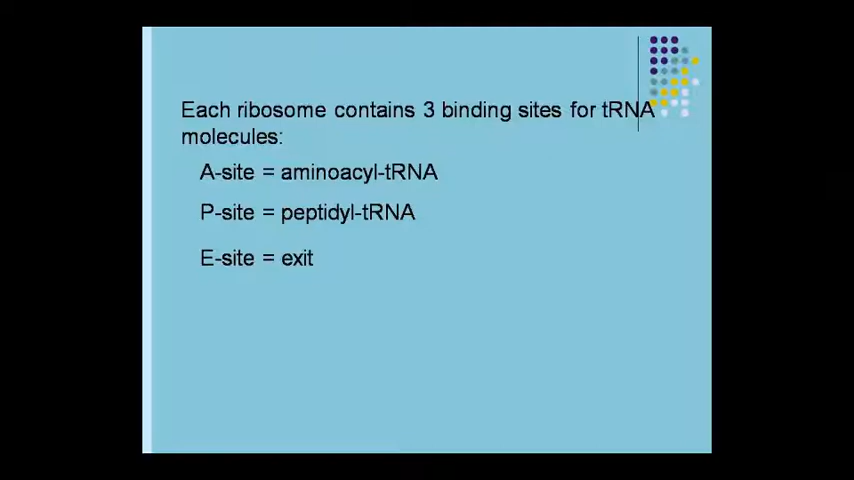 Each ribosome contains 3 binding sites for tRNA
molecules:
A-site = aminoacyl-tRNA
P-site = peptidyl-tRNA
E-site = exit